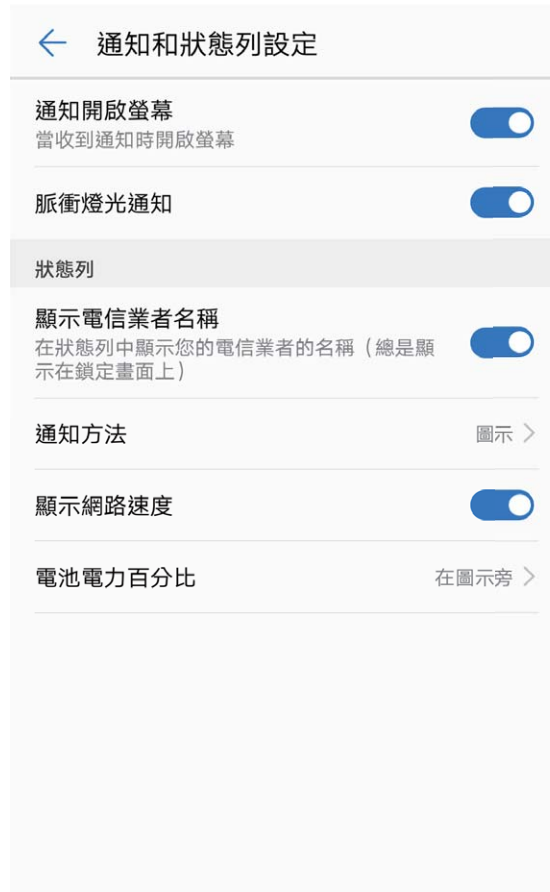 通知和狀態列設定
通知開啟螢幕
當收到通知時開啟螢幕
脈衝燈光通知
狀態列
顯示電信業者名稱
在狀態列中顯示您的電信業者的名稱（總是顯
示在鎖定畫面上）
通知方法 圖示
顯示網路速度
電池電力百分比 在圖示旁